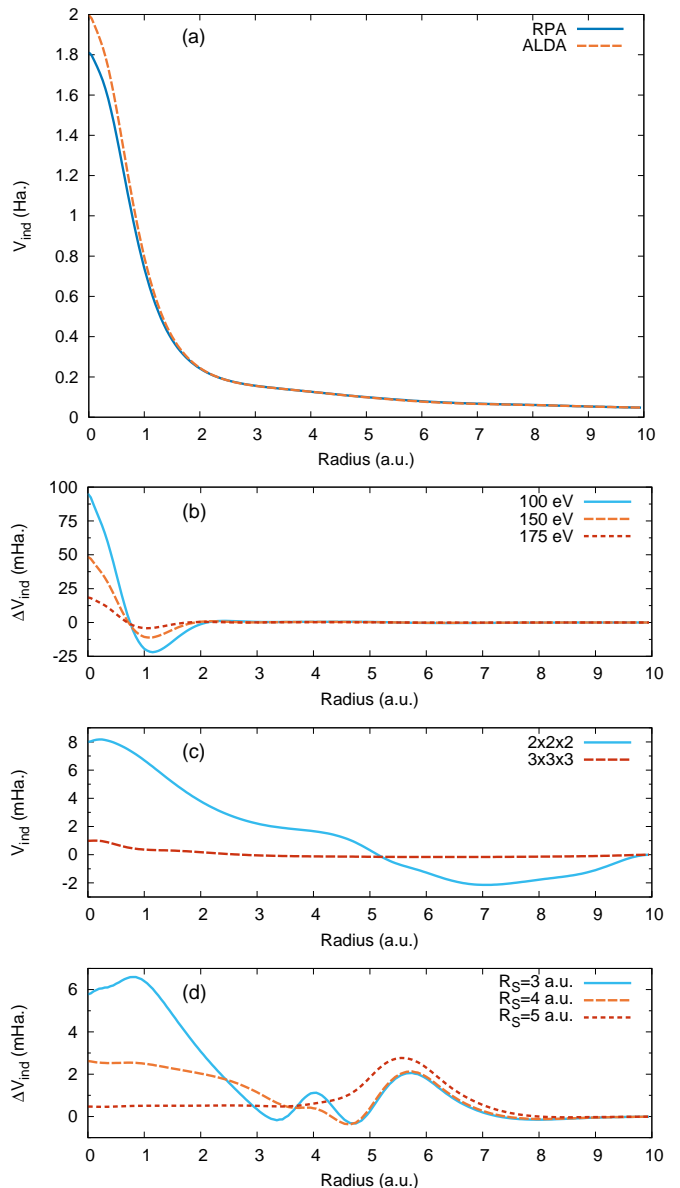 (a)
RPA
ALDA
V_ind (Ha.)
2
1.8
1.6
1.4
1.2
1
0.8
0.6
0.4
0.2
0
0 1 2 3 4 5 6 7 8 9 10
Radius (a.u.)
(b)
100 eV
150 eV
175 eV
ΔV_ind (mHa.)
100
75
50
25
0
-25
0 1 2 3 4 5 6 7 8 9 10
Radius (a.u.)
(c)
2x2x2
3x3x3
V_ind (mHa.)
8
6
4
2
0
-2
0 1 2 3 4 5 6 7 8 9 10
Radius (a.u.)
(d)
R_S=3 a.u.
R_S=4 a.u.
R_S=5 a.u.
ΔV_ind (mHa.)
6
4
2
0
0 1 2 3 4 5 6 7 8 9 10
Radius (a.u.)